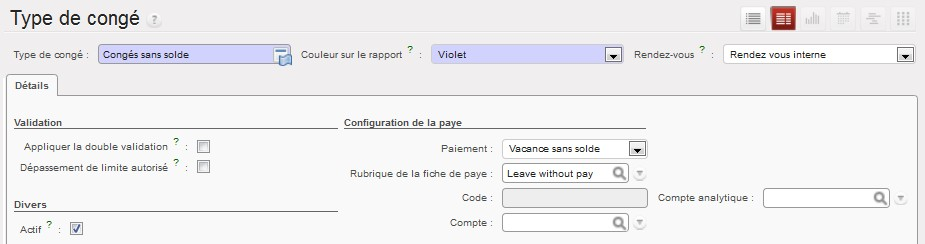 Type de congé ?
Type de congé : Congés sans solde Couleur sur le rapport ? : Violet Rendez-vous ? : Rendez vous interne
Détails
Validation
Appliquer la double validation ? :
Dépassement de limite autorisé ? :
Divers
Actif ? :
Configuration de la paye
Paiement : Vacance sans solde
Rubrique de la fiche de paye : Leave without pay
Code : Compte analytique :
Compte :